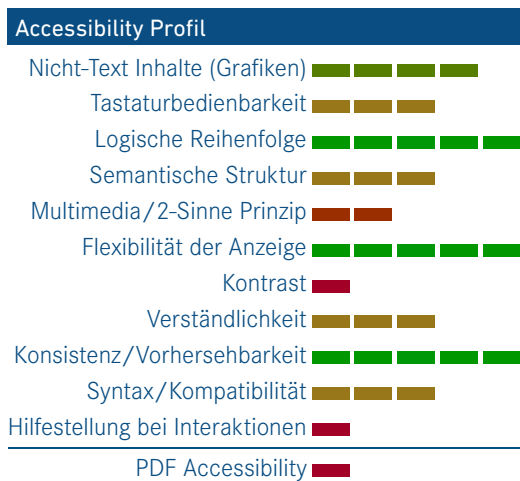 Accessibility Profil
Nicht-Text Inhalte (Grafiken)
Tastaturbedienbarkeit
Logische Reihenfolge
Semantische Struktur
Multimedia/2-Sinne Prinzip
Flexibilität der Anzeige
Kontrast
Verständlichkeit
Konsistenz/Vorhersehbarkeit
Syntax/Kompatibilität
Hilfestellung bei Interaktionen
PDF Accessibility